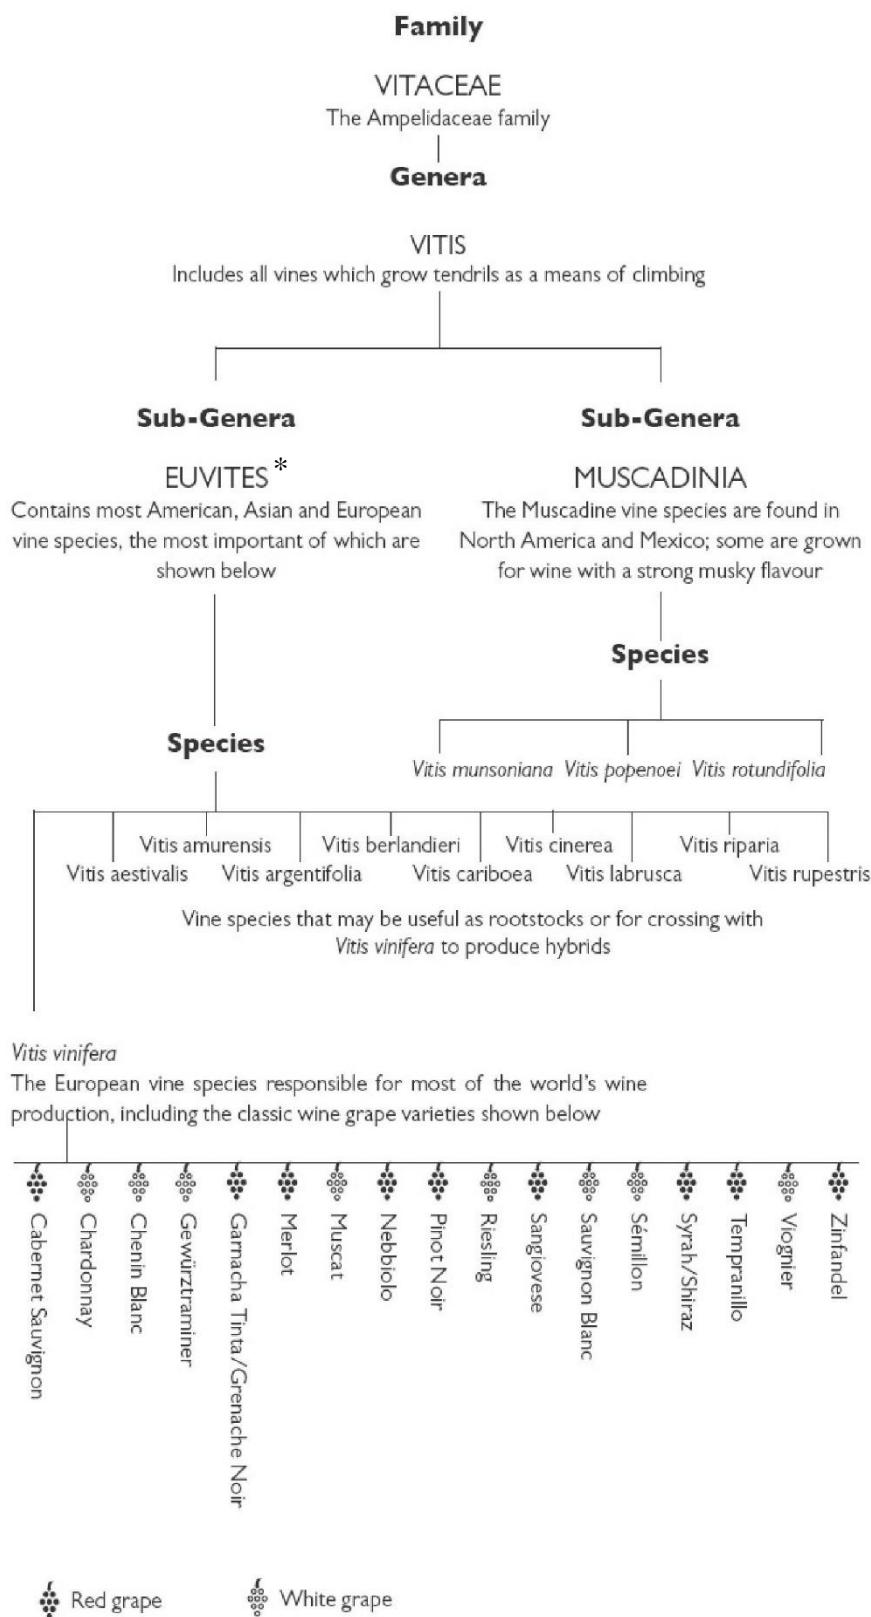 Family
VITACEAE
The Ampelidaceae family
Genera
VITIS
Includes all vines which grow tendrils as a means of climbing
Sub-Genera
EUVITES *
Contains most American, Asian and European
vine species, the most important of which are
shown below
Sub-Genera
MUSCADINIA
The Muscadine vine species are found in
North America and Mexico; some are grown
for wine with a strong musky flavour
Species
Vitis munsoniana Vitis popenoei Vitis rotundifolia
Species
Vitis amurensis Vitis berlandieri Vitis cinerea Vitis riparia
Vitis aestivalis Vitis argentifolia Vitis cariboea Vitis labrusca Vitis rupestris
Vine species that may be useful as rootstocks or for crossing with
Vitis vinifera to produce hybrids
Vitis vinifera
The European vine species responsible for most of the world's wine
production, including the classic wine grape varieties shown below
Cabernet Sauvignon
Chardonnay
Chenin Blanc
Gewürztraminer
Garnacha Tinta/Grenache Noir
Merlot
Muscat
Nebbiolo
Pinot Noir
Riesling
Sangiovese
Sauvignon Blanc
Sémillon
Syrah/Shiraz
Tempranillo
Viognier
Zinfandel
Red grape
White grape